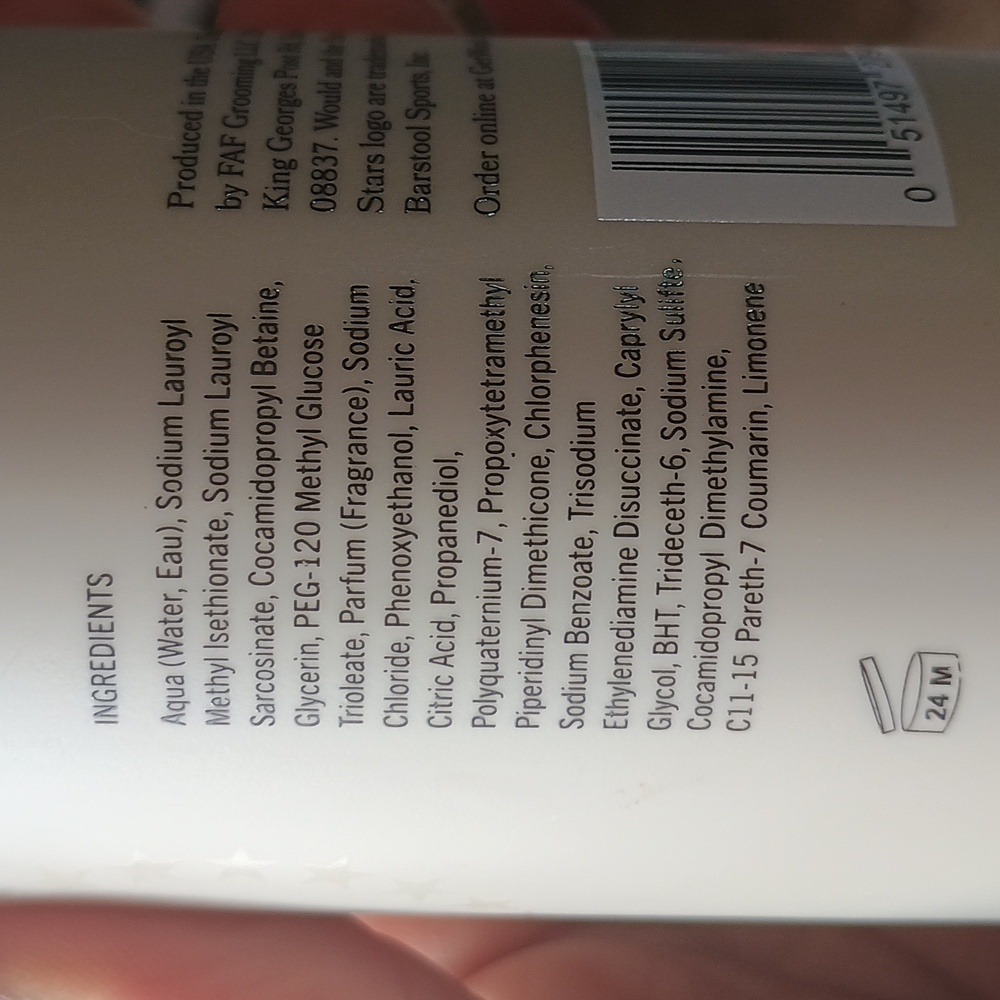 INGREDIENTS
Aqua (Water, Eau), Sodium Lauroyl
Methyl Isethionate, Sodium Lauroyl
Sarcosinate, Cocamidopropyl Betaine,
Glycerin, PEG-120 Methyl Glucose
Trioleate, Parfum (Fragrance), Sodium
Chloride, Phenoxyethanol, Lauric Acid,
Citric Acid, Propanediol,
Polyquaternium-7, Propoxytetramethyl
Piperidinyl Dimethicone, Chlorphenesin,
Sodium Benzoate, Trisodium
Ethylenediamine Disuccinate, Caprylyl
Glycol, BHT, Trideceth-6, Sodium Sulifte,
Cocamidopropyl Dimethylamine,
C11-15 Pareth-7 Coumarin, Limonene
24 M
Produced in the USA
by FAF Grooming LLC
King Georges Post
08837. Would and
Stars logo are
Barstool Sports, Inc
Order online at
0 51497